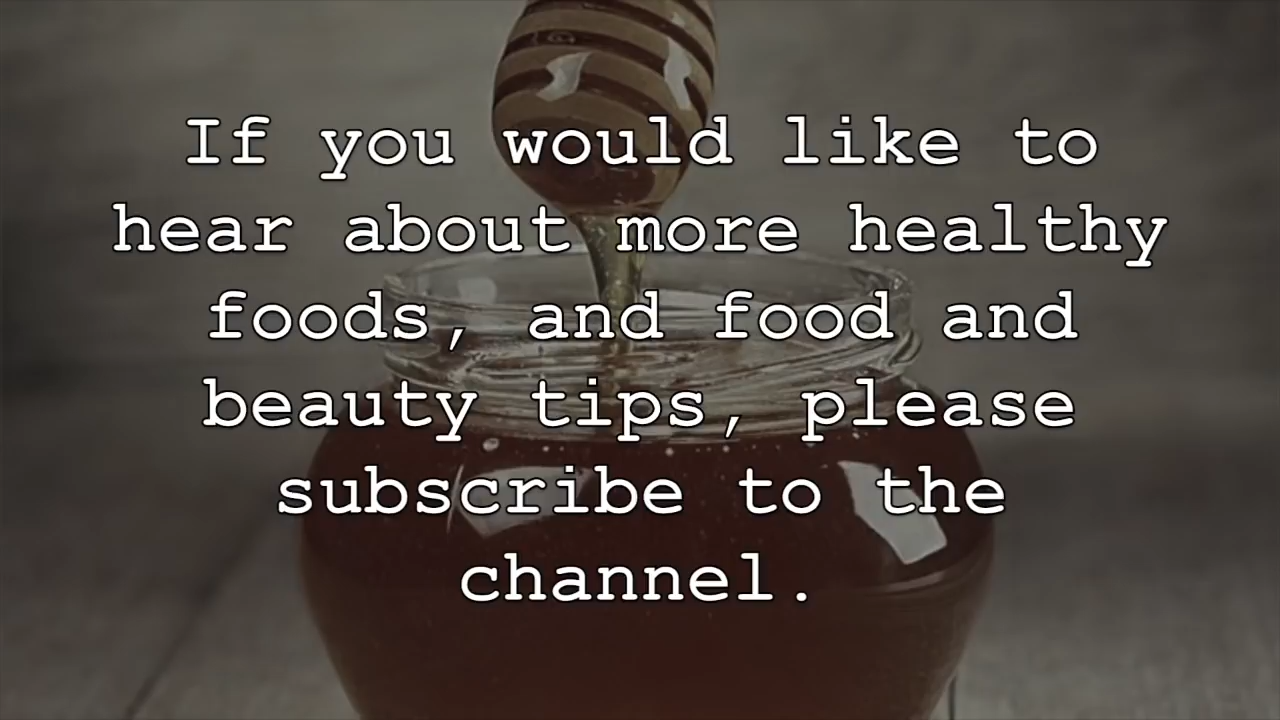 If you would like to
hear about more healthy
foods, and food and
beauty tips, please
subscribe to the
channel.